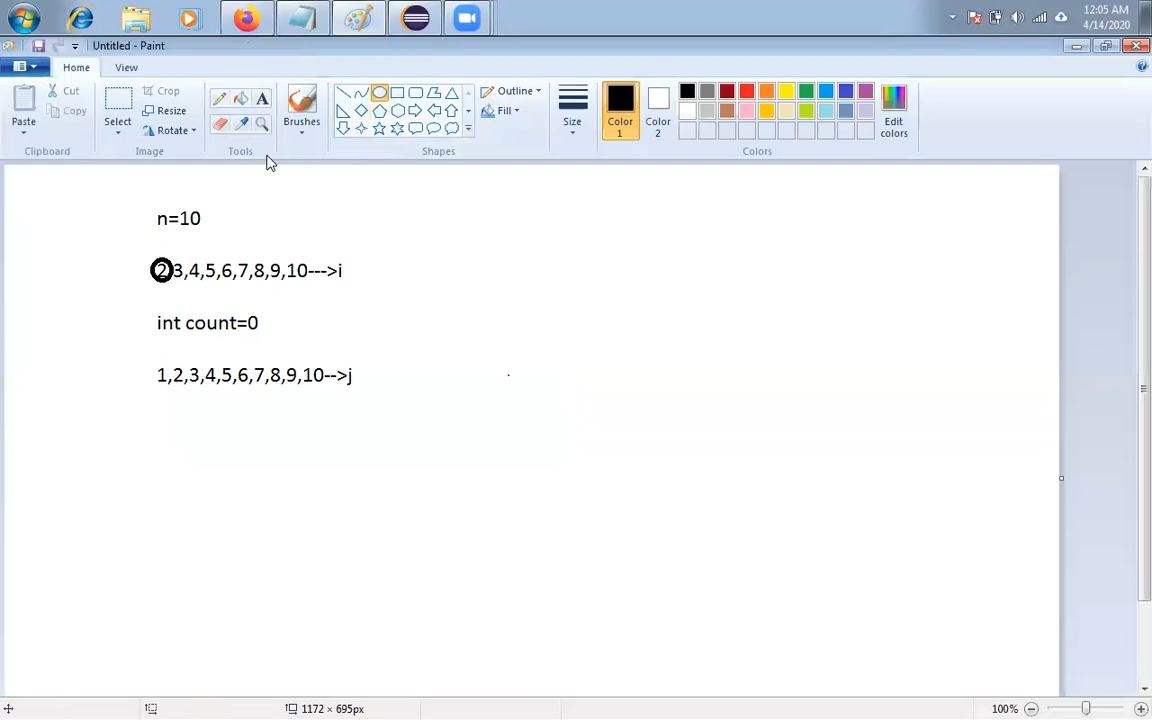 12:05 AM
4/14/2020
Untitled - Paint
Home
View
Cut
Copy
Paste
Crop
Resize
Rotate
Select
A
Brushes
Outline
Fill
Size
Color 1
Color 2
Edit colors
Clipboard
Image
Tools
Shapes
Colors
n=10
2,3,4,5,6,7,8,9,10--->i
int count=0
1,2,3,4,5,6,7,8,9,10-->j
1172 × 695px
100%